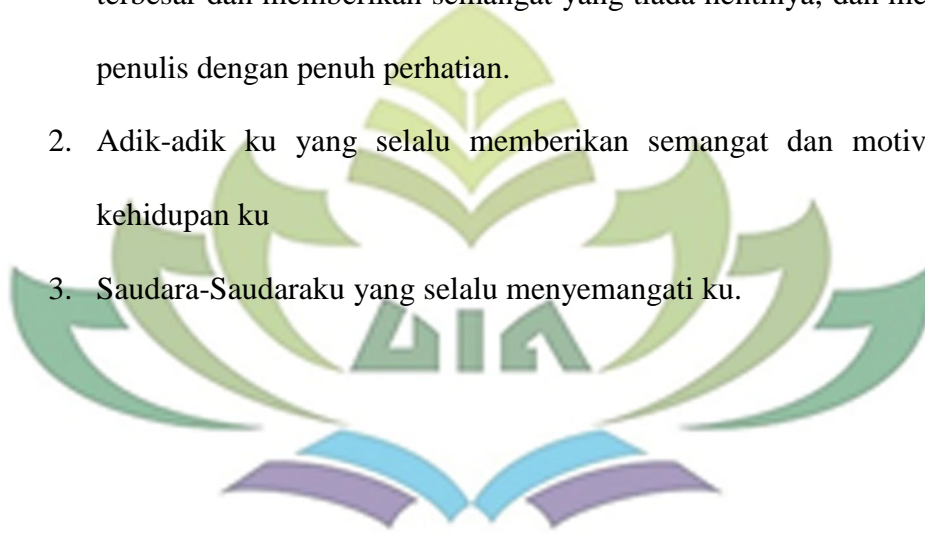 penulis dengan penuh perhatian.
2. Adik-adik ku yang selalu memberikan semangat dan
kehidupan ku
3. Saudara-Saudaraku yang selalu menyemangati ku.
UIN